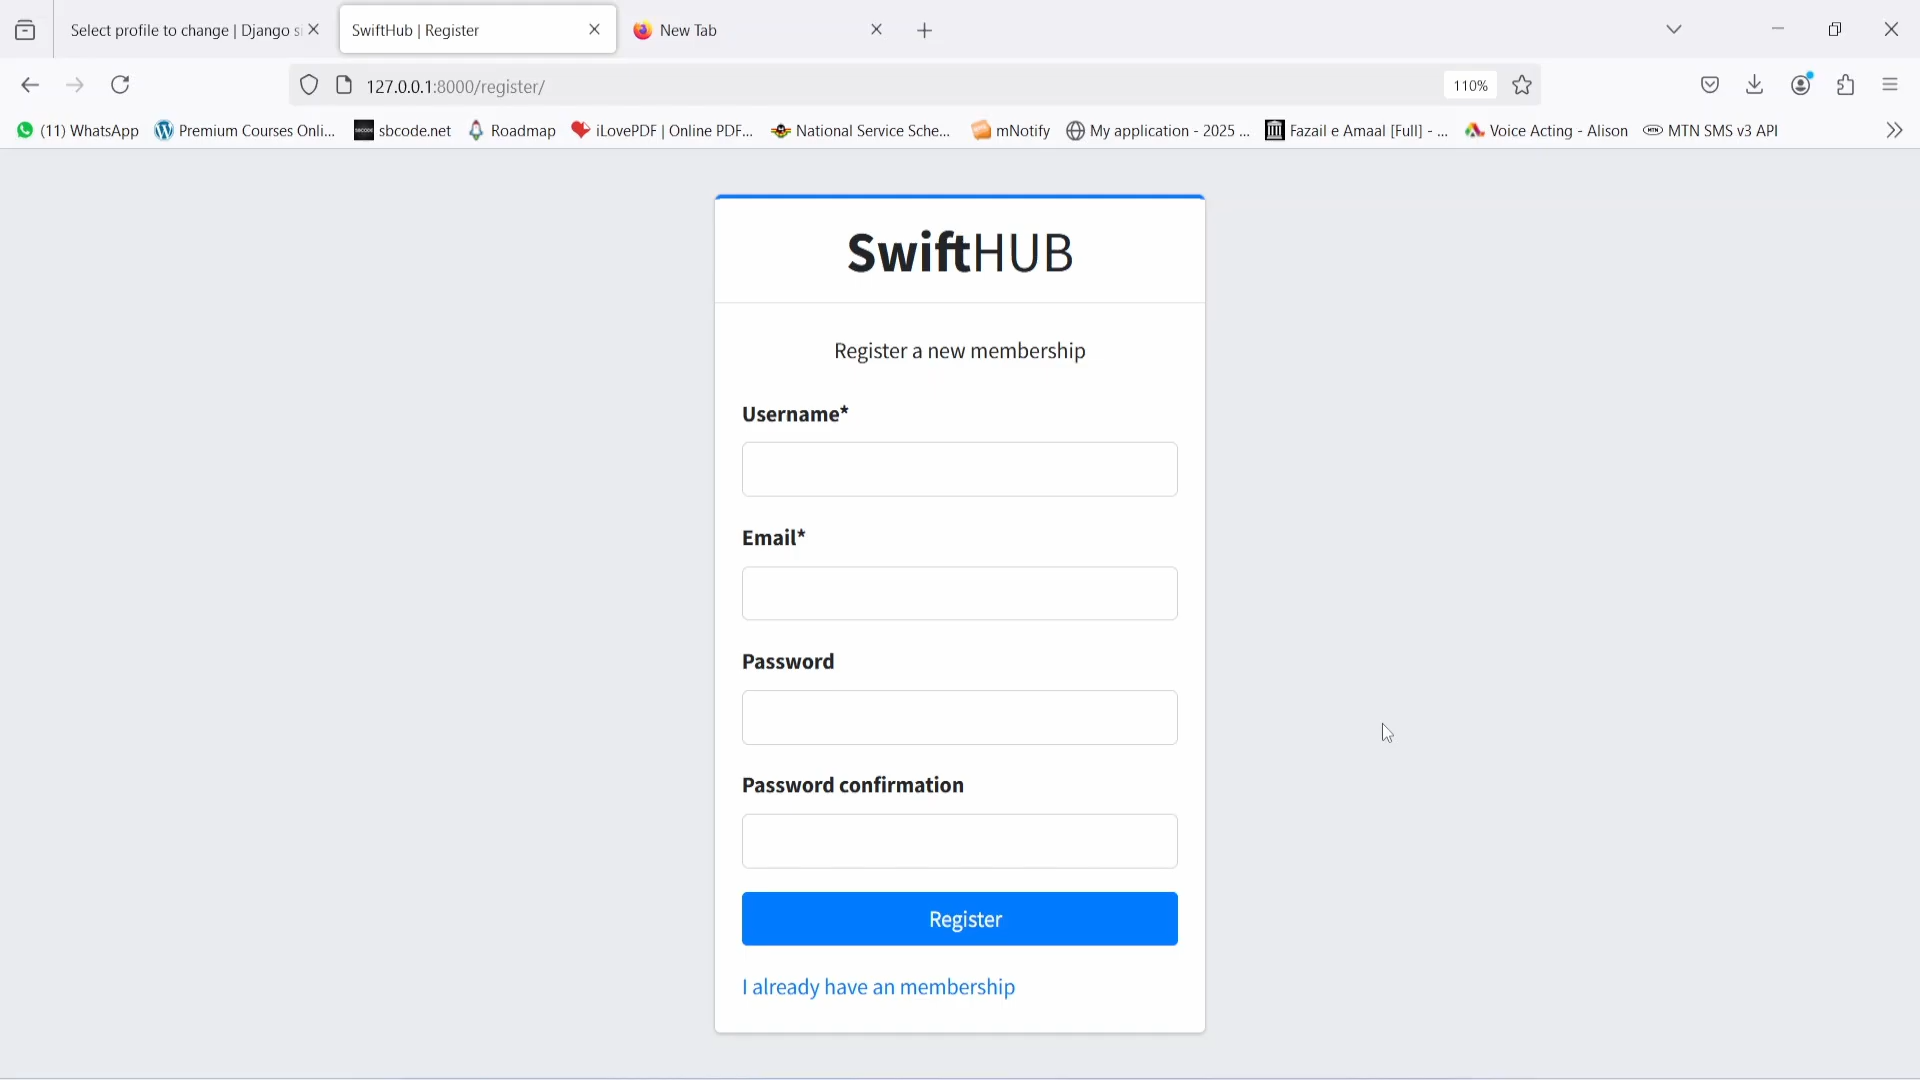 Select profile to change | Django si
SwiftHub | Register
New Tab
127.0.0.1:8000/register/
110%
(11) WhatsApp
Premium Courses Onli...
sbcode.net
Roadmap
iLovePDF | Online PDF...
National Service Sche...
mNotify
My application - 2025 ...
Fazail e Amaal [Full] - ...
Voice Acting - Alison
MTN SMS v3 API
SwiftHUB
Register a new membership
Username*
Email*
Password
Password confirmation
Register
I already have an membership